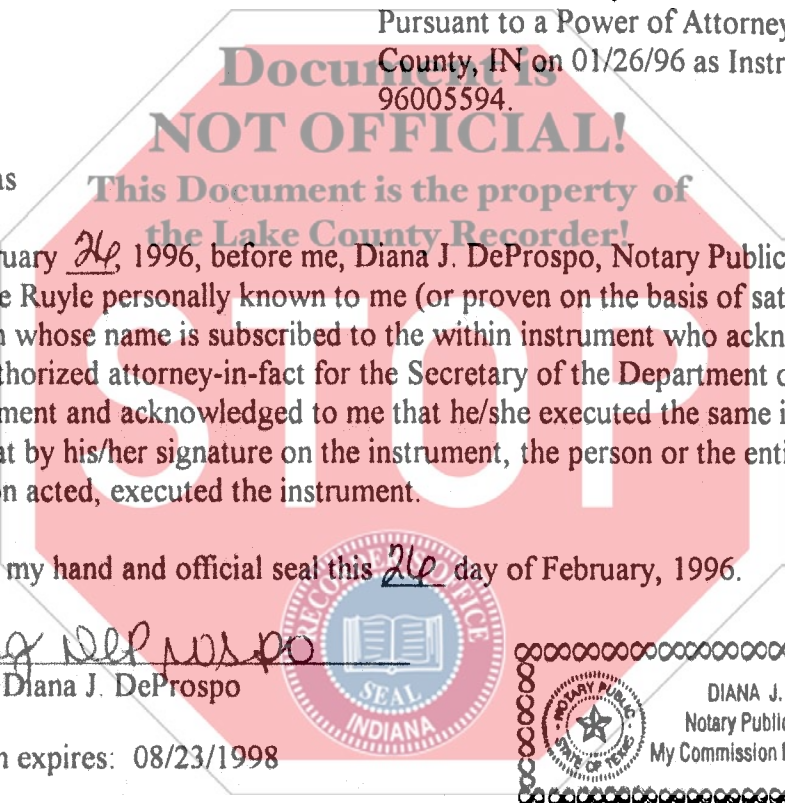 Pursuant to a Power of Attorney
County, IN on 01/26/96 as Instr
96005594.
Document is
NOT OFFICIAL!
This Document is the property of
the Lake County Recorder!
as
uary 26, 1996, before me, Diana J. DeProspo, Notary Public
e Ruyle personally known to me (or proven on the basis of sat
n whose name is subscribed to the within instrument who ackn
thorized attorney-in-fact for the Secretary of the Department o
ment and acknowledged to me that he/she executed the same i
at by his/her signature on the instrument, the person or the enti
on acted, executed the instrument.
STOP
my hand and official seal this 26 day of February, 1996.
DeProspo
Diana J. DeProspo
n expires: 08/23/1998
RECORDER'S OFFICE
SEAL
INDIANA
NOTARY PUBLIC
STATE OF TEXAS
DIANA J.
Notary Public
My Commission